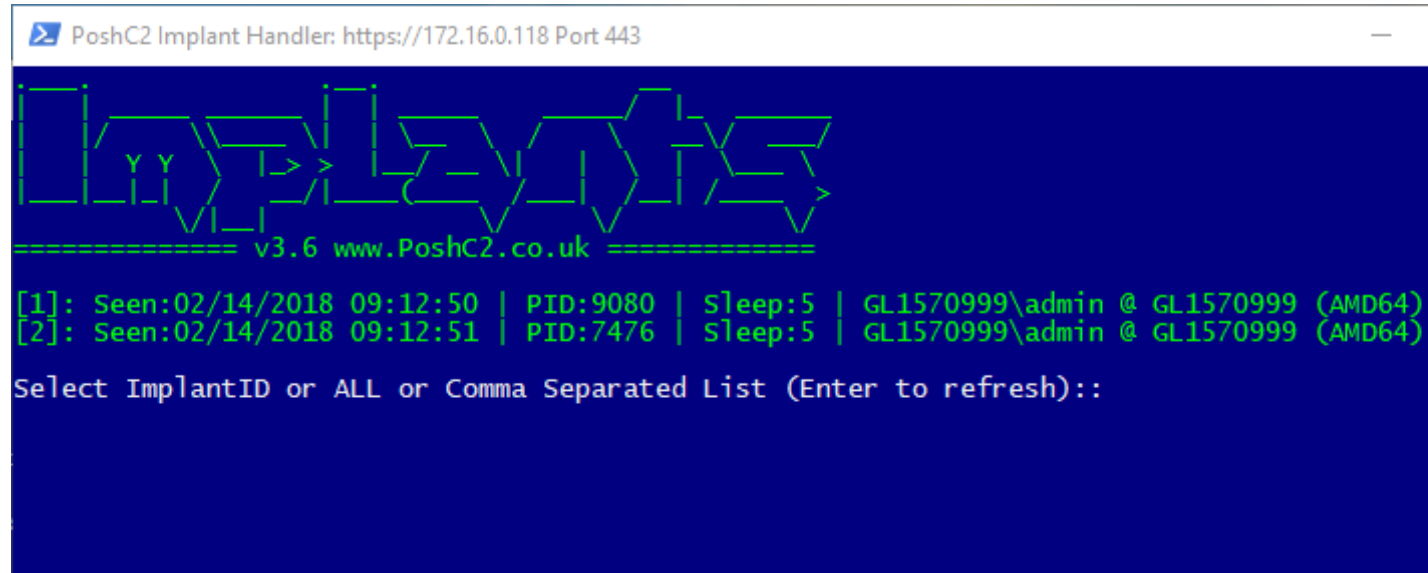 PoshC2 Implant Handler: https://172.16.0.118 Port 443
Implants
============== v3.6 www.PoshC2.co.uk =============
[1]: Seen:02/14/2018 09:12:50 | PID:9080 | Sleep:5 | GL1570999\admin @ GL1570999 (AMD64)
[2]: Seen:02/14/2018 09:12:51 | PID:7476 | Sleep:5 | GL1570999\admin @ GL1570999 (AMD64)
Select ImplantID or ALL or Comma Separated List (Enter to refresh)::